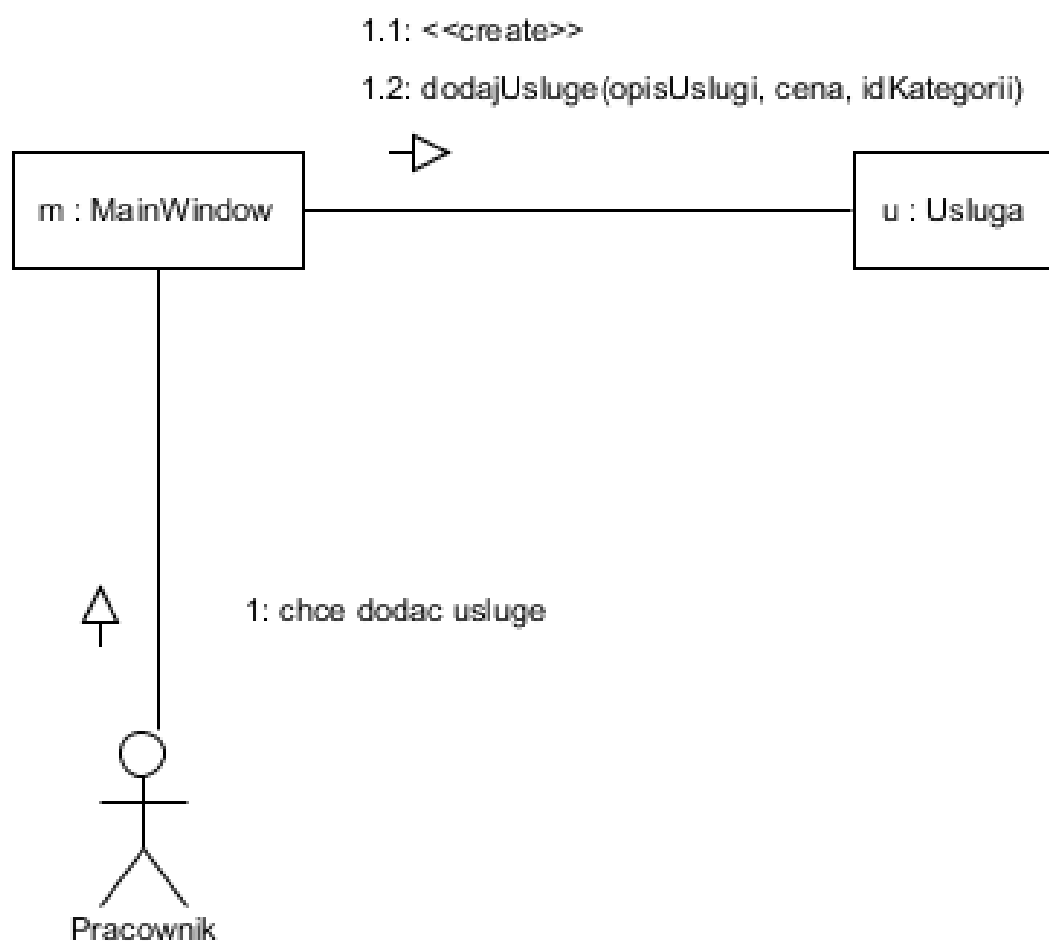 1.1: <<create>>
1.2: dodajUsluge(opisUslugi, cena, idKategorii)
m : MainWindow
u : Usluga
1: chce dodac usluge
Pracownik